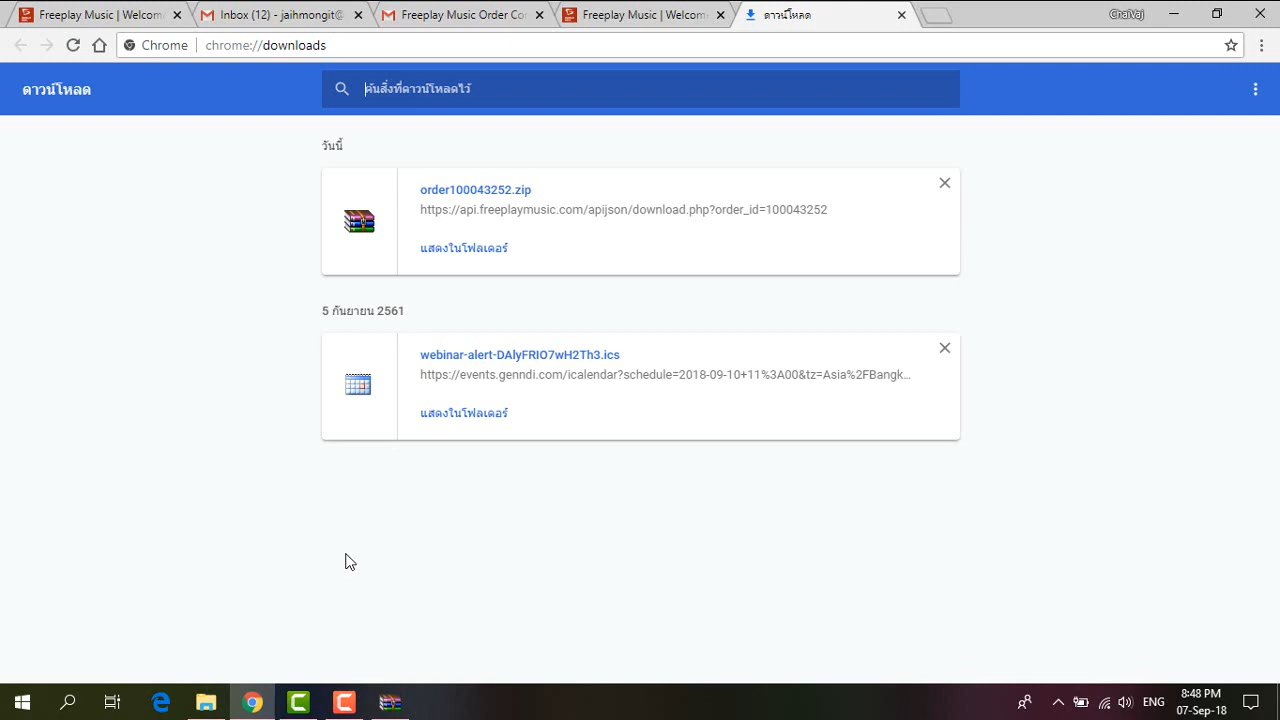 Freeplay Music | Welcom
Inbox (12) - jaihmongit@
Freeplay Music Order Co
Freeplay Music | Welcom
ดาวน์โหลด
ChaiVaj
Chrome
chrome://downloads
ดาวน์โหลด
ค้นสิ่งที่ดาวน์โหลดไว้
วันนี้
order100043252.zip
https://api.freeplaymusic.com/apijson/download.php?order_id=100043252
แสดงในโฟลเดอร์
5 กันยายน 2561
webinar-alert-DAlyFRIO7wH2Th3.ics
https://events.genndi.com/icalendar?schedule=2018-09-10+11%3A00&tz=Asia%2FBangk...
แสดงในโฟลเดอร์
ENG
8:48 PM
07-Sep-18